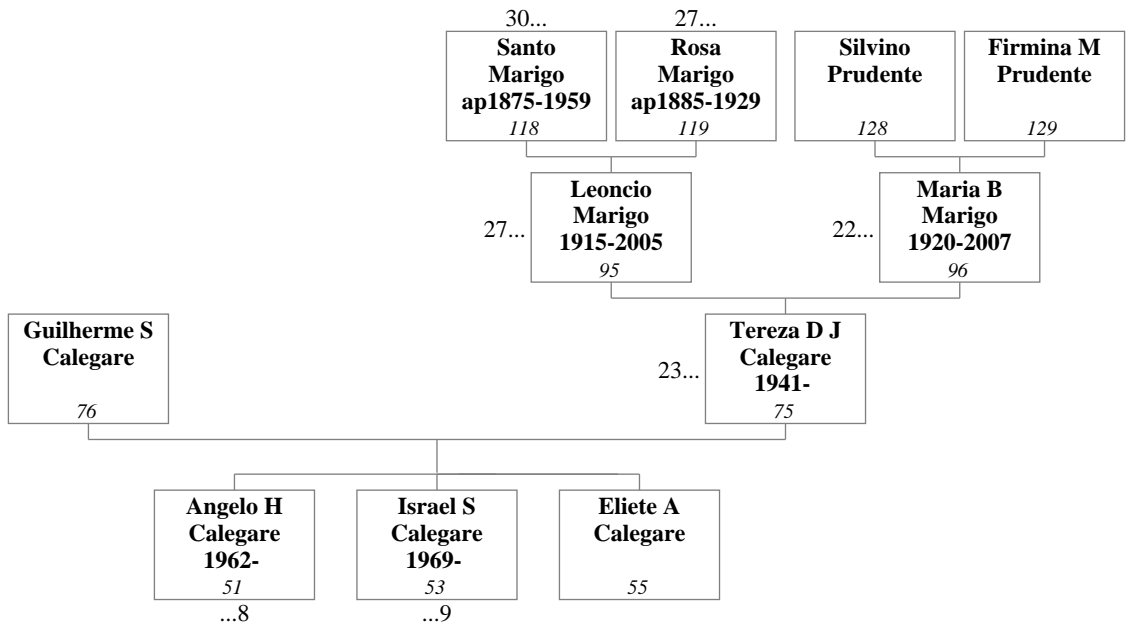 30...
27...
Santo
Marigo
ap1875-1959
118
Rosa
Marigo
ap1885-1929
119
Silvino
Prudente
128
Firmina M
Prudente
129
27...
Leoncio
Marigo
1915-2005
95
22...
Maria B
Marigo
1920-2007
96
Guilherme S
Calegare
76
23...
Tereza D J
Calegare
1941-
75
Angelo H
Calegare
1962-
51
...8
Israel S
Calegare
1969-
53
...9
Eliete A
Calegare
55